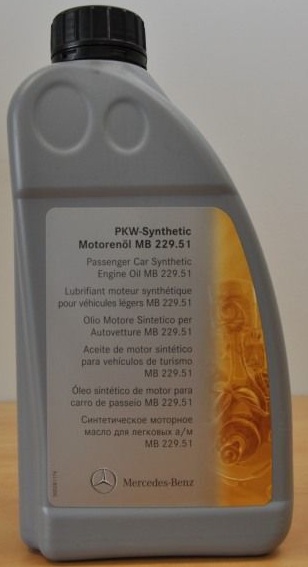 PKW-Synthetic
Motorenöl MB 229.51
Passenger Car Synthetic
Engine Oil MB 229.51
Lubrifiant moteur synthétique
pour véhicules légers MB 229.51
Olio Motore Sintetico per
Autovetture MB 229.51
Aceite de motor sintético
para vehículos de turismo
MB 229.51
Óleo sintético de motor para
carro de passeio MB 229.51
Синтетическое моторное
масло для легковых а/м
MB 229.51
Mercedes-Benz